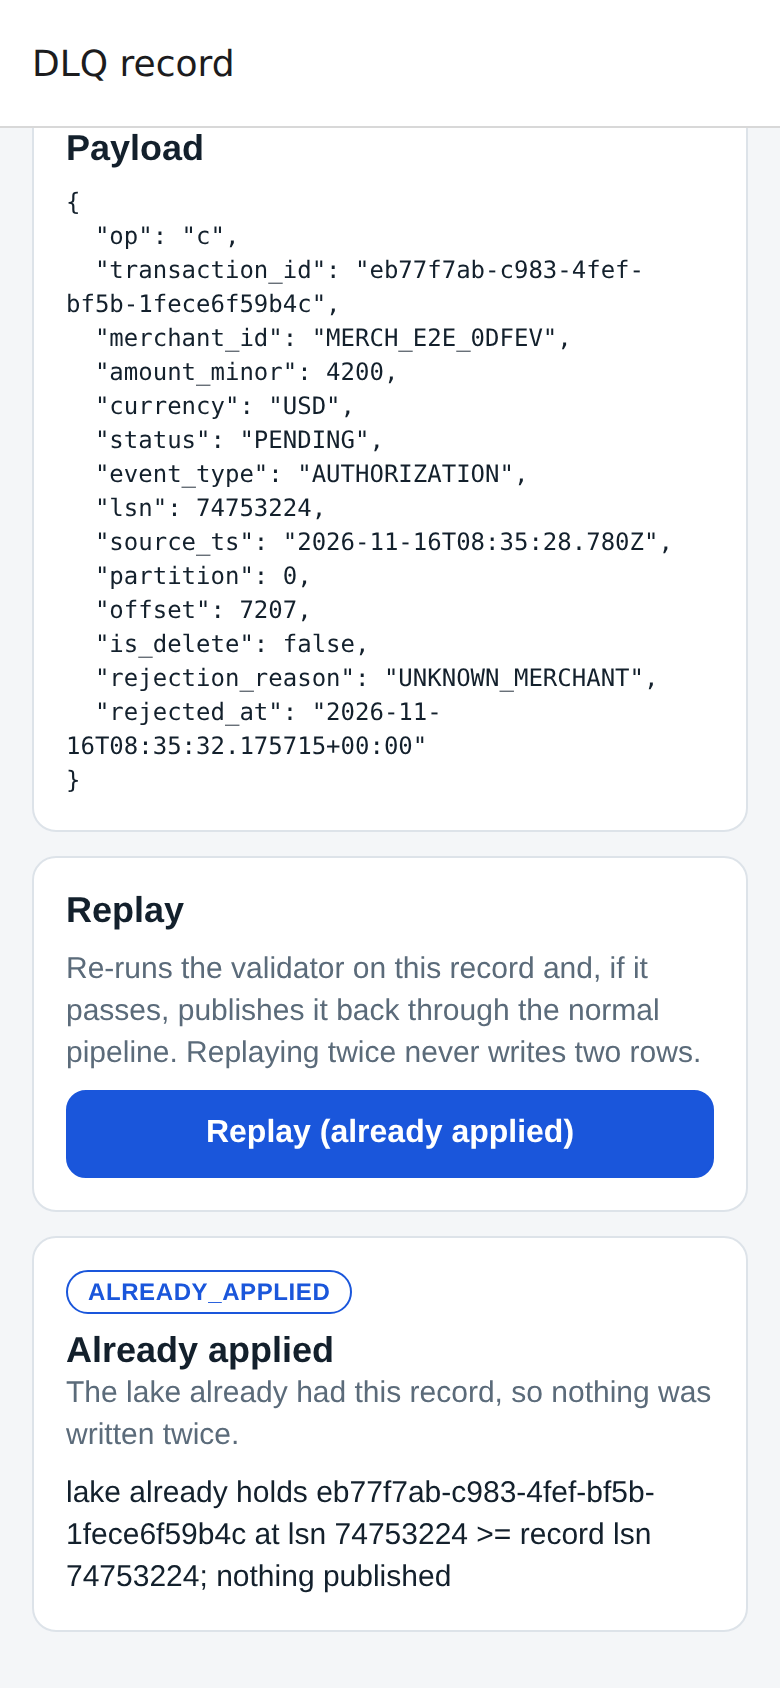 DLQ record
Payload
{
  "op": "c",
  "transaction_id": "eb77f7ab-c983-4fef-
bf5b-1fece6f59b4c",
  "merchant_id": "MERCH_E2E_0DFEV",
  "amount_minor": 4200,
  "currency": "USD",
  "status": "PENDING",
  "event_type": "AUTHORIZATION",
  "lsn": 74753224,
  "source_ts": "2026-11-16T08:35:28.780Z",
  "partition": 0,
  "offset": 7207,
  "is_delete": false,
  "rejection_reason": "UNKNOWN_MERCHANT",
  "rejected_at": "2026-11-
16T08:35:32.175715+00:00"
}
Replay
Re-runs the validator on this record and, if it
passes, publishes it back through the normal
pipeline. Replaying twice never writes two rows.
Replay (already applied)
ALREADY_APPLIED
Already applied
The lake already had this record, so nothing was
written twice.
lake already holds eb77f7ab-c983-4fef-bf5b-
1fece6f59b4c at lsn 74753224 >= record lsn
74753224; nothing published